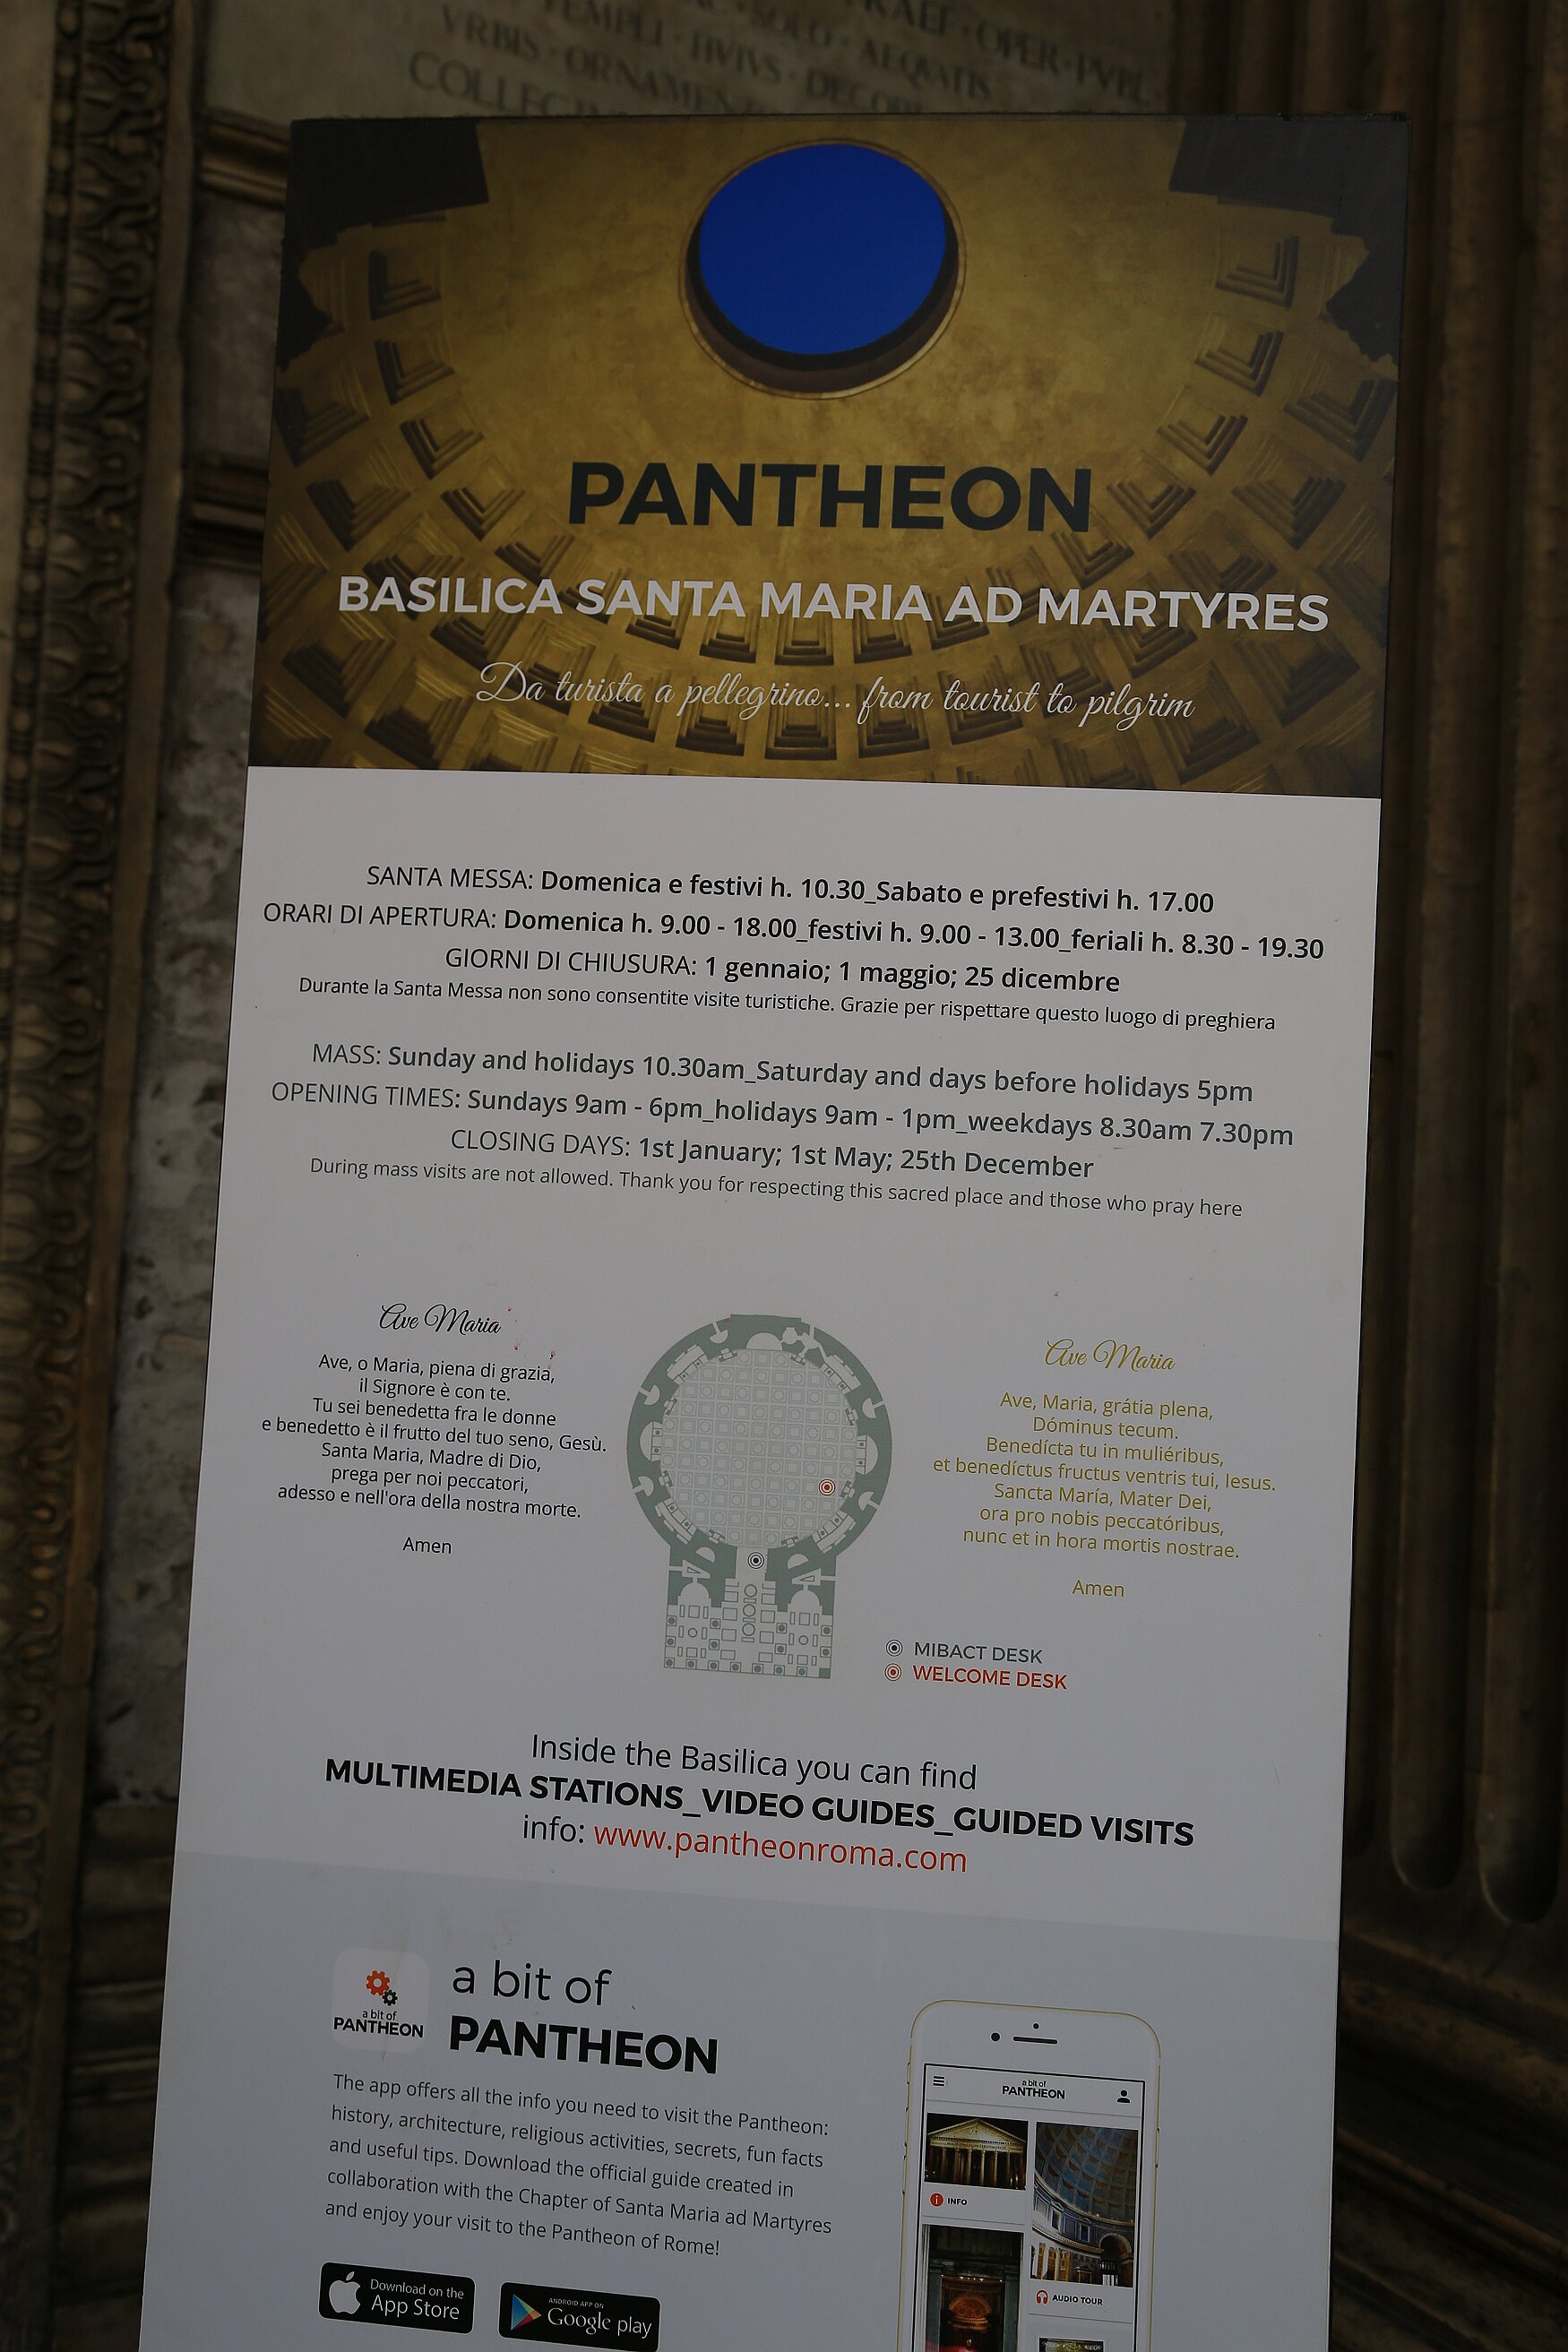 PRAEF · OPER · PVBL
SOLO · AEQVATIS
TEMPLI · HVIVS · DECORI
VRBIS · ORNAMENTO
PANTHEON
BASILICA SANTA MARIA AD MARTYRES
Da turista a pellegrino... from tourist to pilgrim
SANTA MESSA: Domenica e festivi h. 10.30_Sabato e prefestivi h. 17.00
ORARI DI APERTURA: Domenica h. 9.00 - 18.00_festivi h. 9.00 - 13.00_feriali h. 8.30 - 19.30
GIORNI DI CHIUSURA: 1 gennaio; 1 maggio; 25 dicembre
Durante la Santa Messa non sono consentite visite turistiche. Grazie per rispettare questo luogo di preghiera
MASS: Sunday and holidays 10.30am_Saturday and days before holidays 5pm
OPENING TIMES: Sundays 9am - 6pm_holidays 9am - 1pm_weekdays 8.30am 7.30pm
CLOSING DAYS: 1st January; 1st May; 25th December
During mass visits are not allowed. Thank you for respecting this sacred place and those who pray here
Ave Maria
Ave, o Maria, piena di grazia,
il Signore è con te.
Tu sei benedetta fra le donne
e benedetto è il frutto del tuo seno, Gesù.
Santa Maria, Madre di Dio,
prega per noi peccatori,
adesso e nell'ora della nostra morte.
Amen
Ave Maria
Ave, Maria, grátia plena,
Dóminus tecum.
Benedícta tu in muliéribus,
et benedíctus fructus ventris tui, Iesus.
Sancta María, Mater Dei,
ora pro nobis peccatóribus,
nunc et in hora mortis nostrae.
Amen
MIBACT DESK
WELCOME DESK
Inside the Basilica you can find
MULTIMEDIA STATIONS_VIDEO GUIDES_GUIDED VISITS
info: www.pantheonroma.com
a bit of
PANTHEON
a bit of
PANTHEON
The app offers all the info you need to visit the Pantheon:
history, architecture, religious activities, secrets, fun facts
and useful tips. Download the official guide created in
collaboration with the Chapter of Santa Maria ad Martyres
and enjoy your visit to the Pantheon of Rome!
Download on the
App Store
ANDROID APP ON
Google play
a bit of
PANTHEON
INFO
AUDIO TOUR